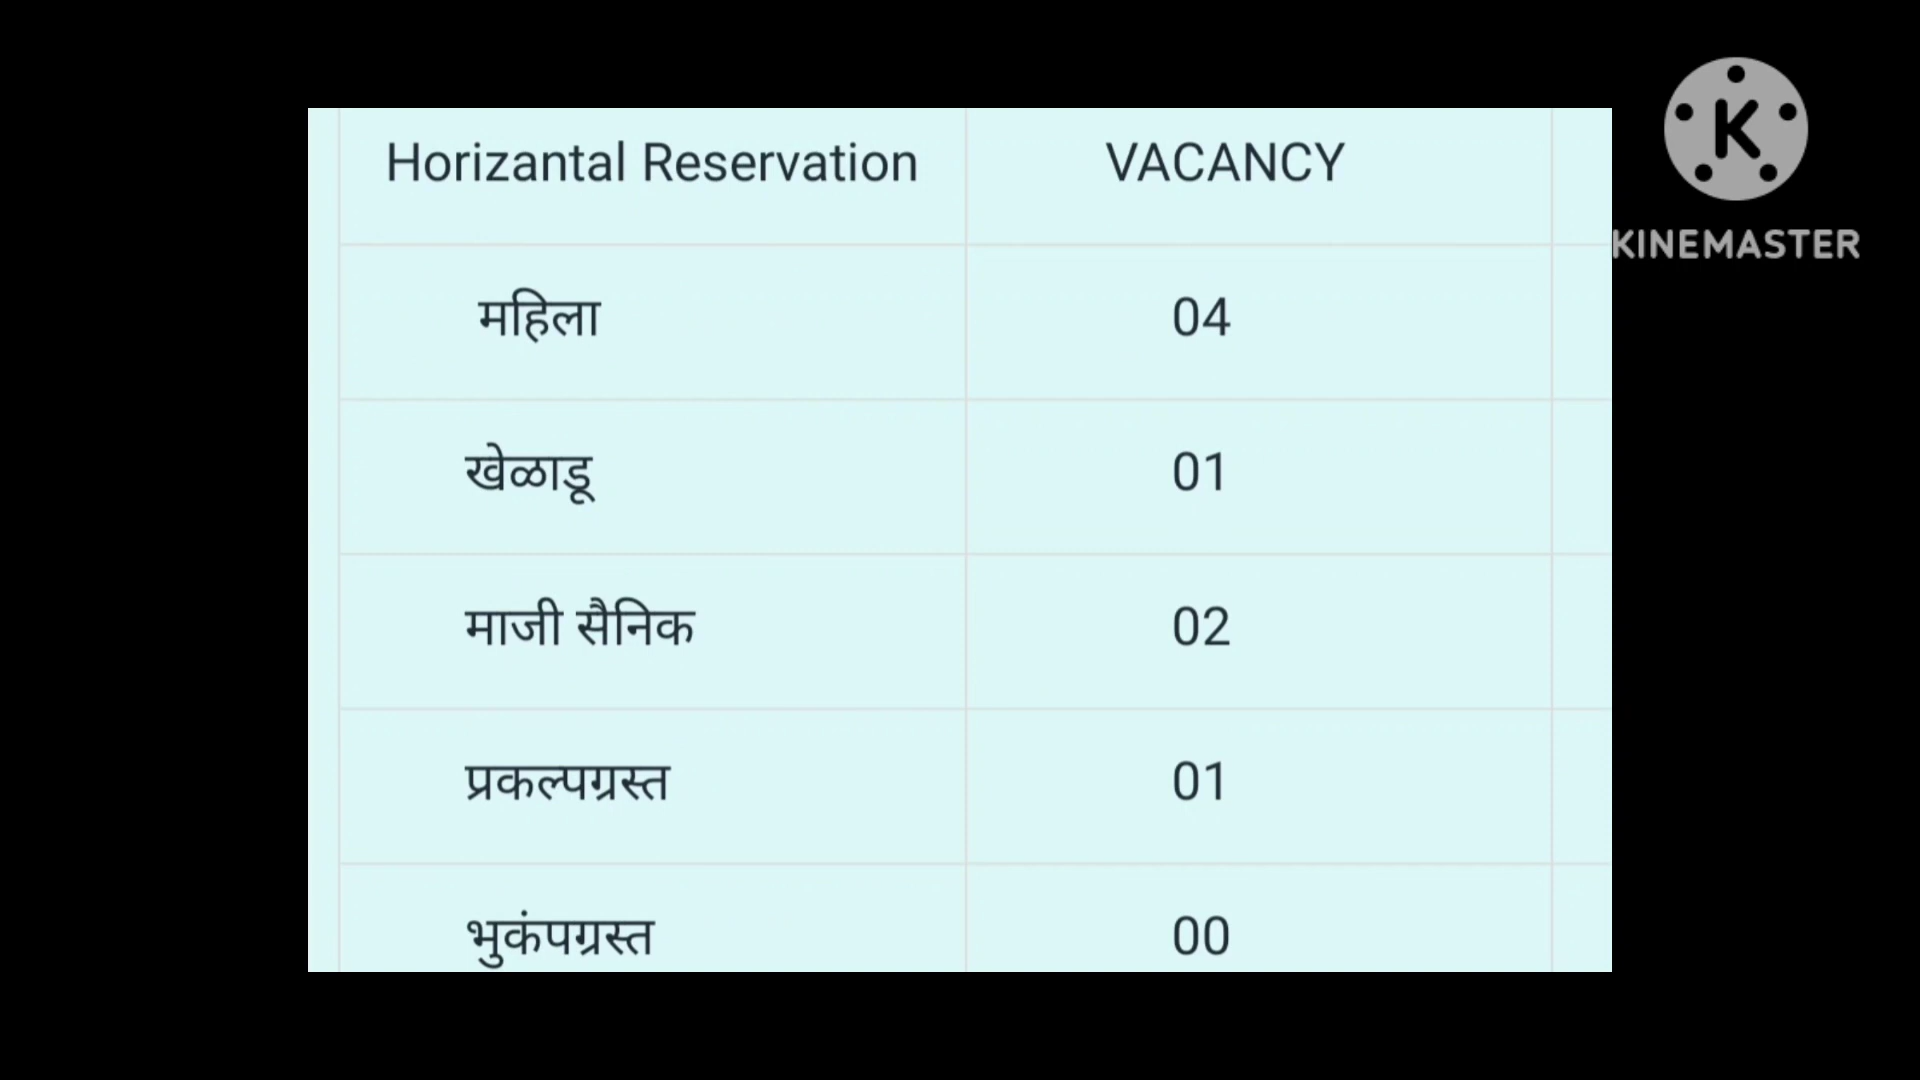 Horizantal Reservation VACANCY
महिला 04
खेळाडू 01
माजी सैनिक 02
प्रकल्पग्रस्त 01
भुकंपग्रस्त 00
K
KINEMASTER